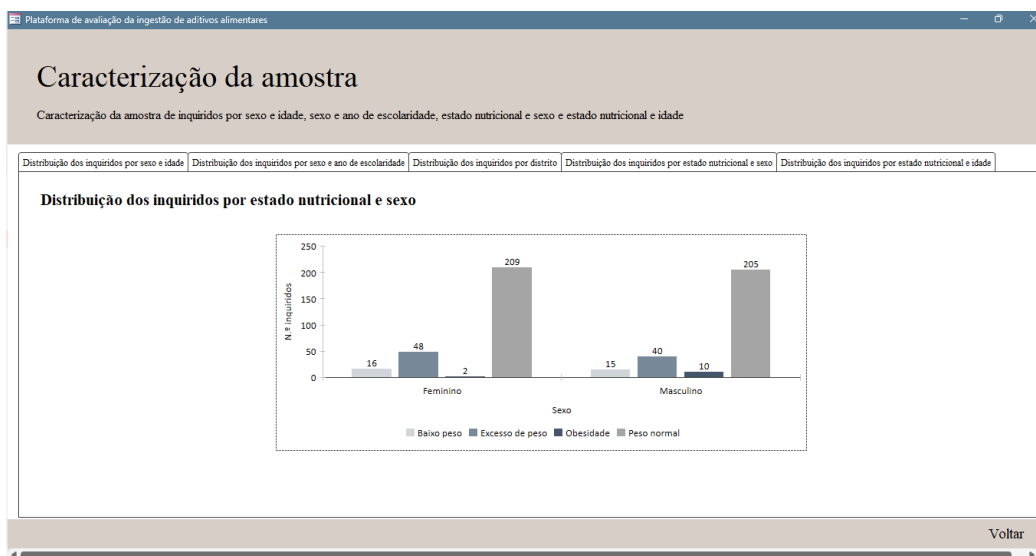 Plataforma de avaliação da ingestão de aditivos alimentares
Caracterização da amostra
Caracterização da amostra de inquiridos por sexo e idade, sexo e ano de escolaridade, estado nutricional e sexo e estado nutricional e idade
Distribuição dos inquiridos por sexo e idade Distribuição dos inquiridos por sexo e ano de escolaridade Distribuição dos inquiridos por distrito Distribuição dos inquiridos por estado nutricional e sexo Distribuição dos inquiridos por estado nutricional e idade
Distribuição dos inquiridos por estado nutricional e sexo
N.º inquiridos
250
200
150
100
50
0
16 48 2 209
15 40 10 205
Feminino Masculino
Sexo
Baixo peso Excesso de peso Obesidade Peso normal
Voltar